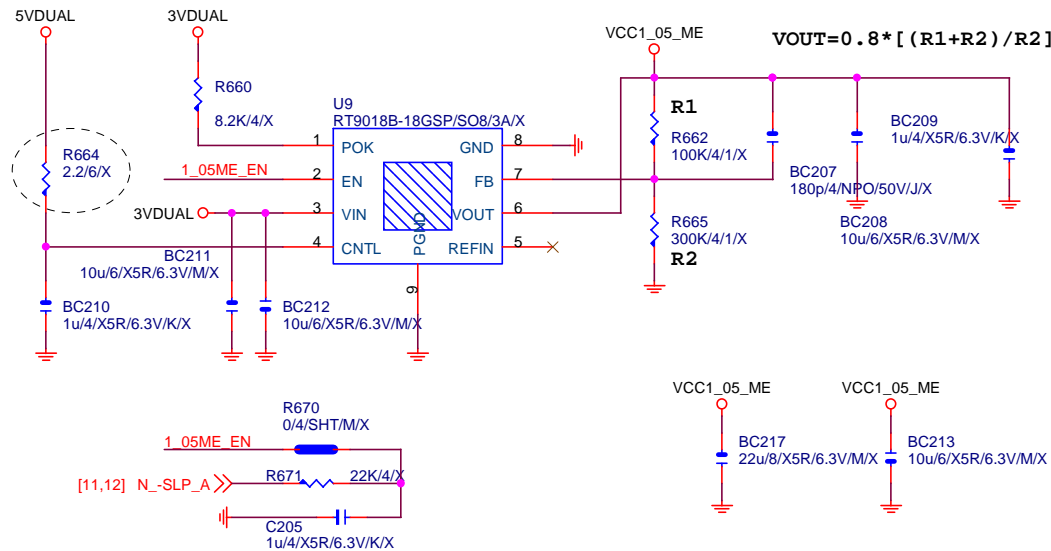 5VDUAL
3VDUAL
VCC1_05_ME
VOUT=0.8*[(R1+R2)/R2]
R660
8.2K/4/X
U9
RT9018B-18GSP/SO8/3A/X
R1
R662
100K/4/1/X
BC209
1u/4/X5R/6.3V/K/X
R664
2.2/6/X
1_05ME_EN
1
POK
GND
8
2
EN
FB
7
3VDUAL
3
VIN
VOUT
6
4
CNTL
REFIN
5
PGND
9
BC207
180p/4/NPO/50V/J/X
R665
300K/4/1/X
R2
BC208
10u/6/X5R/6.3V/M/X
BC211
10u/6/X5R/6.3V/M/X
BC210
1u/4/X5R/6.3V/K/X
BC212
10u/6/X5R/6.3V/M/X
R670
0/4/SHT/M/X
1_05ME_EN
[11,12] N_-SLP_A
R671
22K/4/X
C205
1u/4/X5R/6.3V/K/X
VCC1_05_ME
BC217
22u/8/X5R/6.3V/M/X
VCC1_05_ME
BC213
10u/6/X5R/6.3V/M/X